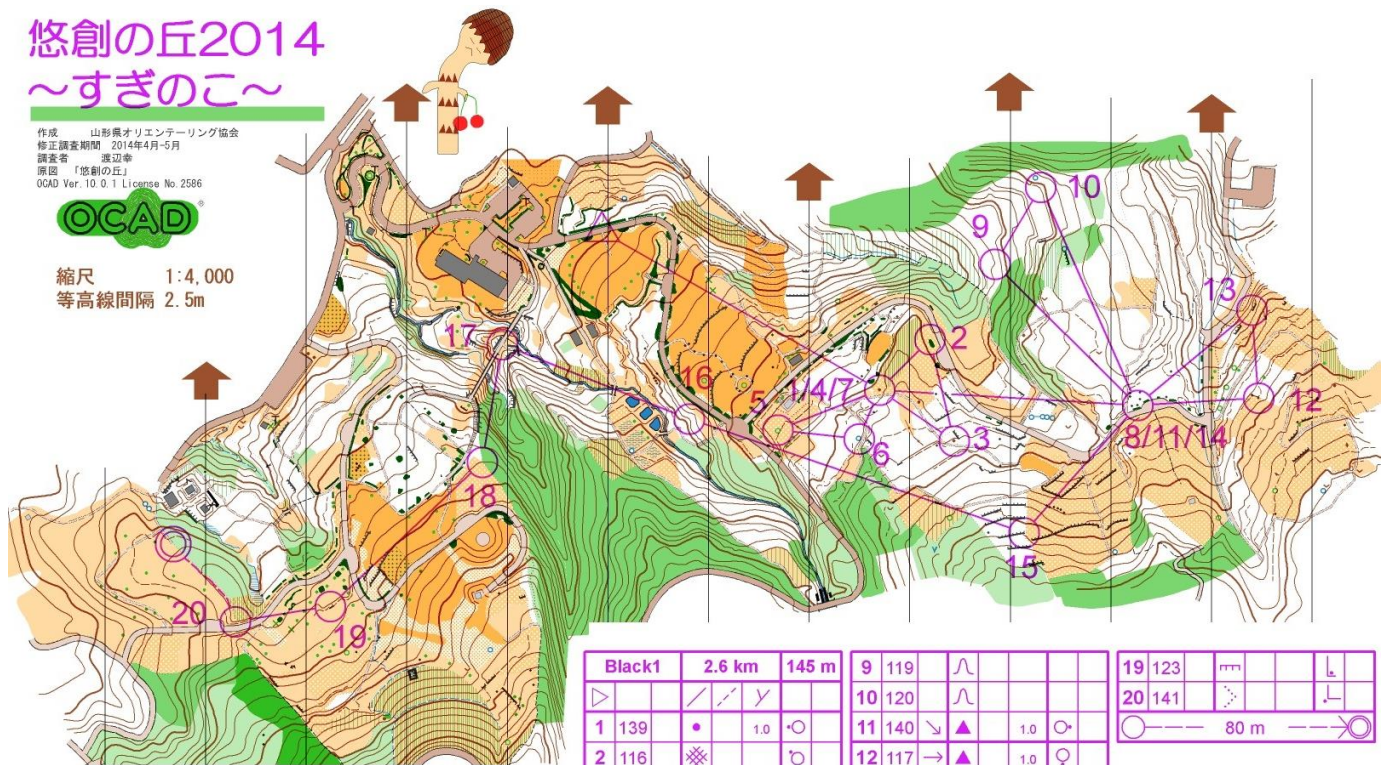 悠創の丘2014
～すぎのこ～
作成　　山形県オリエンテーリング協会
修正調査期間　2014年4月-5月
調査者　　渡辺幸
原図　「悠創の丘」
OCAD Ver.10.0.1 License No.2586
OCAD®
縮尺　1:4,000
等高線間隔 2.5m
10
9
13
17
2
16
1/4/7
5
12
3
8/11/14
6
18
15
20
19
Black1 2.6 km 145 m
1 139 1.0
2 116
9 119
10 120
11 140 1.0
12 117 1.0
19 123
20 141
80 m